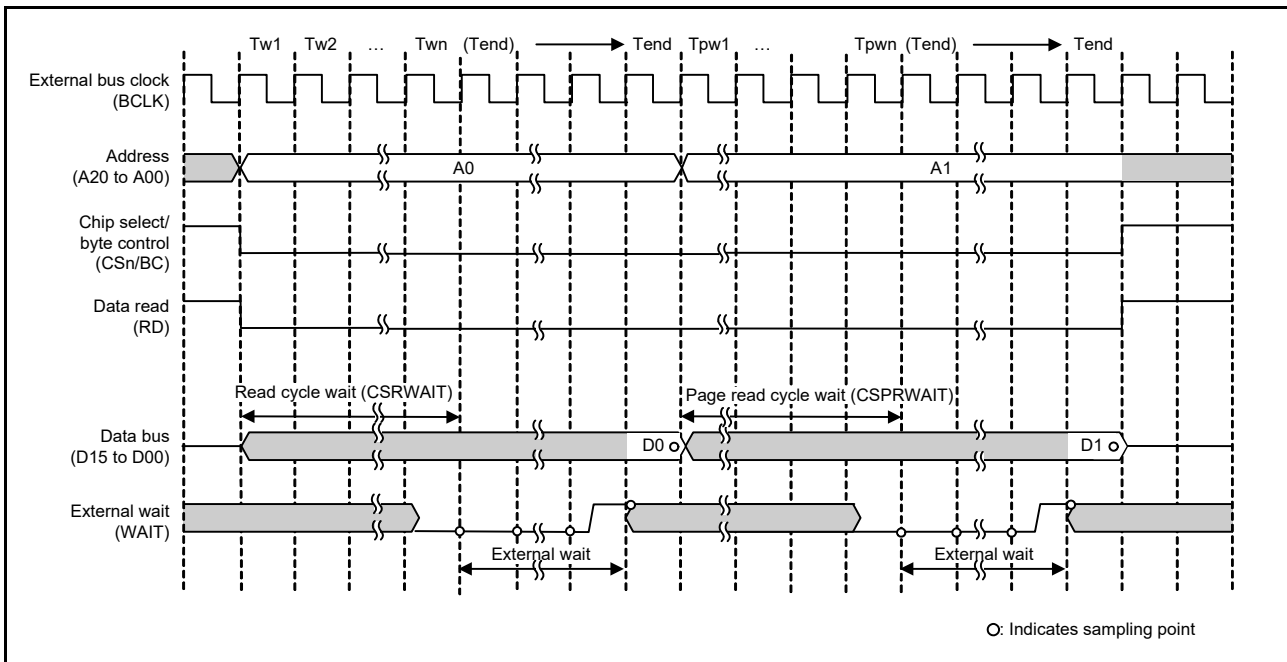 Tw1 Tw2 … Twn (Tend) Tend Tpw1 … Tpwn (Tend) Tend
External bus clock
(BCLK)
Address
(A20 to A00)
A0 A1
Chip select/
byte control
(CSn/BC)
Data read
(RD)
Read cycle wait (CSRWAIT) Page read cycle wait (CSPRWAIT)
Data bus
(D15 to D00)
D0 D1
External wait
(WAIT)
External wait External wait
O: Indicates sampling point